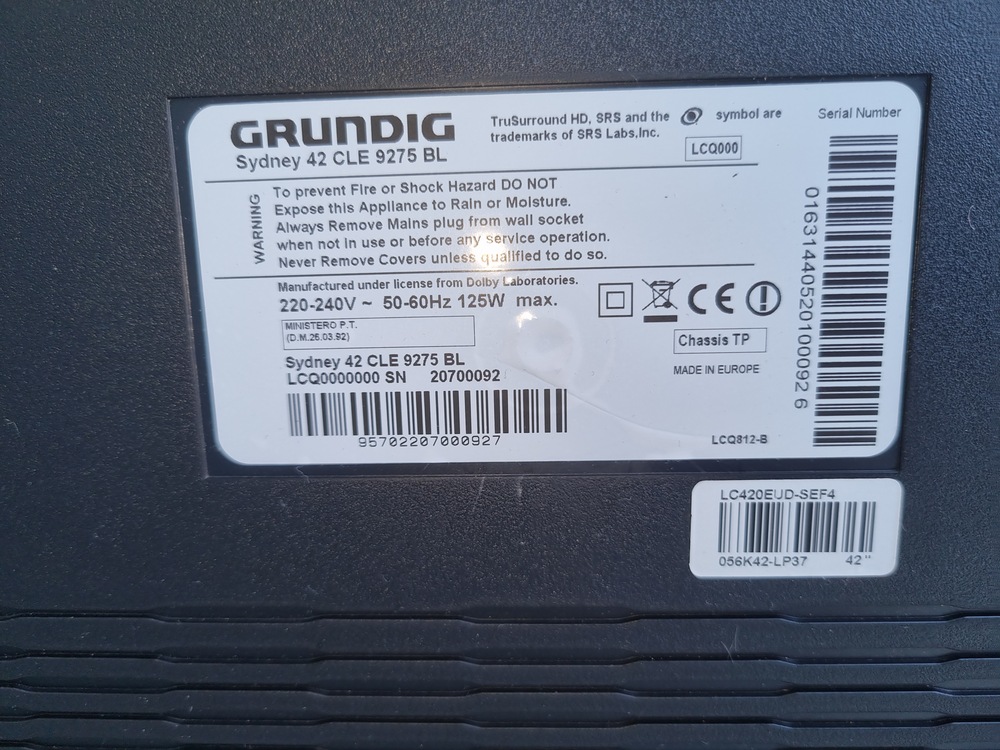 GRUNDIG
Sydney 42 CLE 9275 BL
TruSurround HD, SRS and the symbol are
trademarks of SRS Labs,Inc.
LCQ000
Serial Number
WARNING
To prevent Fire or Shock Hazard DO NOT
Expose this Appliance to Rain or Moisture.
Always Remove Mains plug from wall socket
when not in use or before any service operation.
Never Remove Covers unless qualified to do so.
Manufactured under license from Dolby Laboratories.
220-240V ~ 50-60Hz 125W max.
MINISTERO P.T.
(D.M.26.03.92)
CE
Chassis TP
MADE IN EUROPE
Sydney 42 CLE 9275 BL
LCQ0000000 SN 20700092
95702207000927
LCQ812-B
01631440520100092 6
LC420EUD-SEF4
056K42-LP37 42"